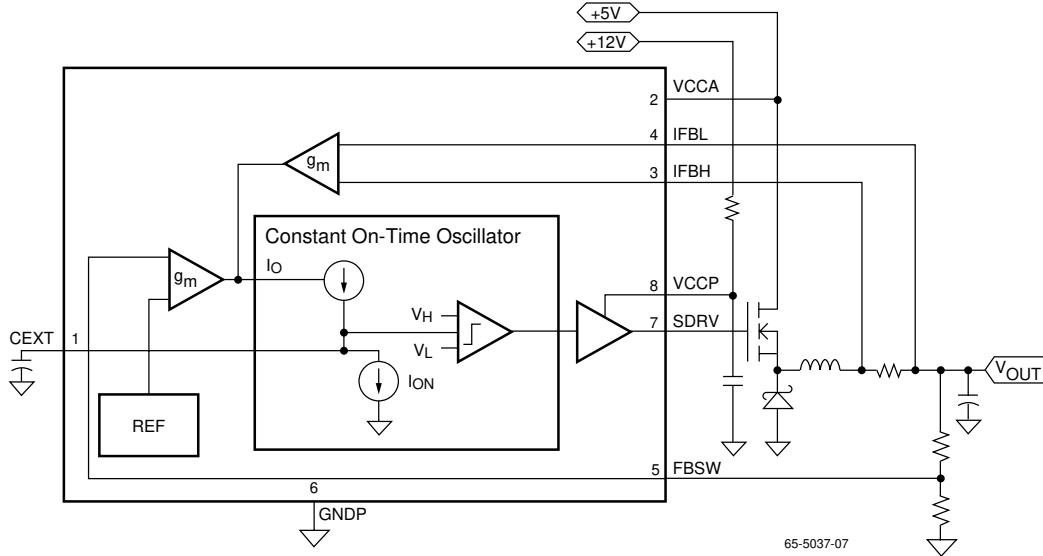 +5V
+12V
2 VCCA
4 IFBL
gm
3 IFBH
Constant On-Time Oscillator
gm
IO
8 VCCP
VH
7 SDRV
CEXT 1
VL
VOUT
ION
REF
5 FBSW
6
GNDP
65-5037-07